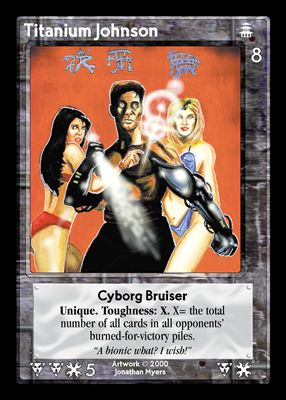 Titanium Johnson
8
Cyborg Bruiser
Unique. Toughness: X. X= the total
number of all cards in all opponents'
burned-for-victory piles.
"A bionic what? I wish!"
5
Artwork © 2000
Jonathan Myers